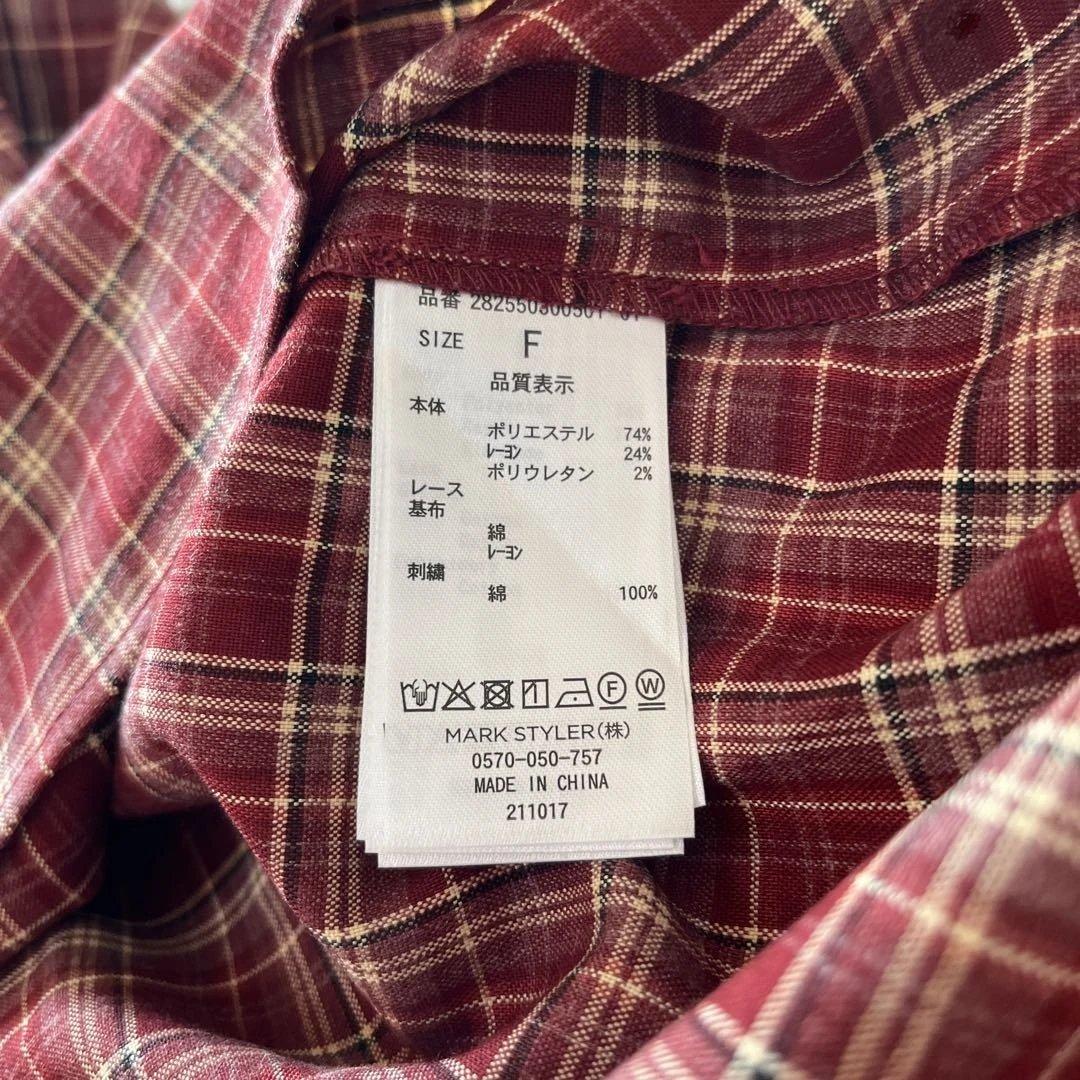 品番 282550300501 01
SIZE F
品質表示
本体
ポリエステル 74%
ﾚｰﾖﾝ 24%
ポリウレタン 2%
レース
基布
綿
ﾚｰﾖﾝ
刺繍
綿 100%
MARK STYLER(株)
0570-050-757
MADE IN CHINA
211017